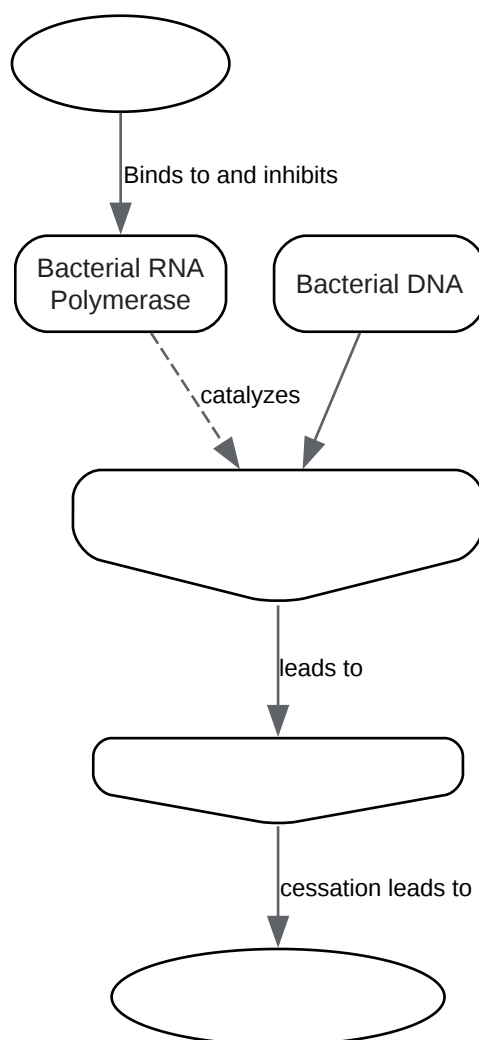 Binds to and inhibits
Bacterial RNA
Polymerase
Bacterial DNA
catalyzes
leads to
cessation leads to